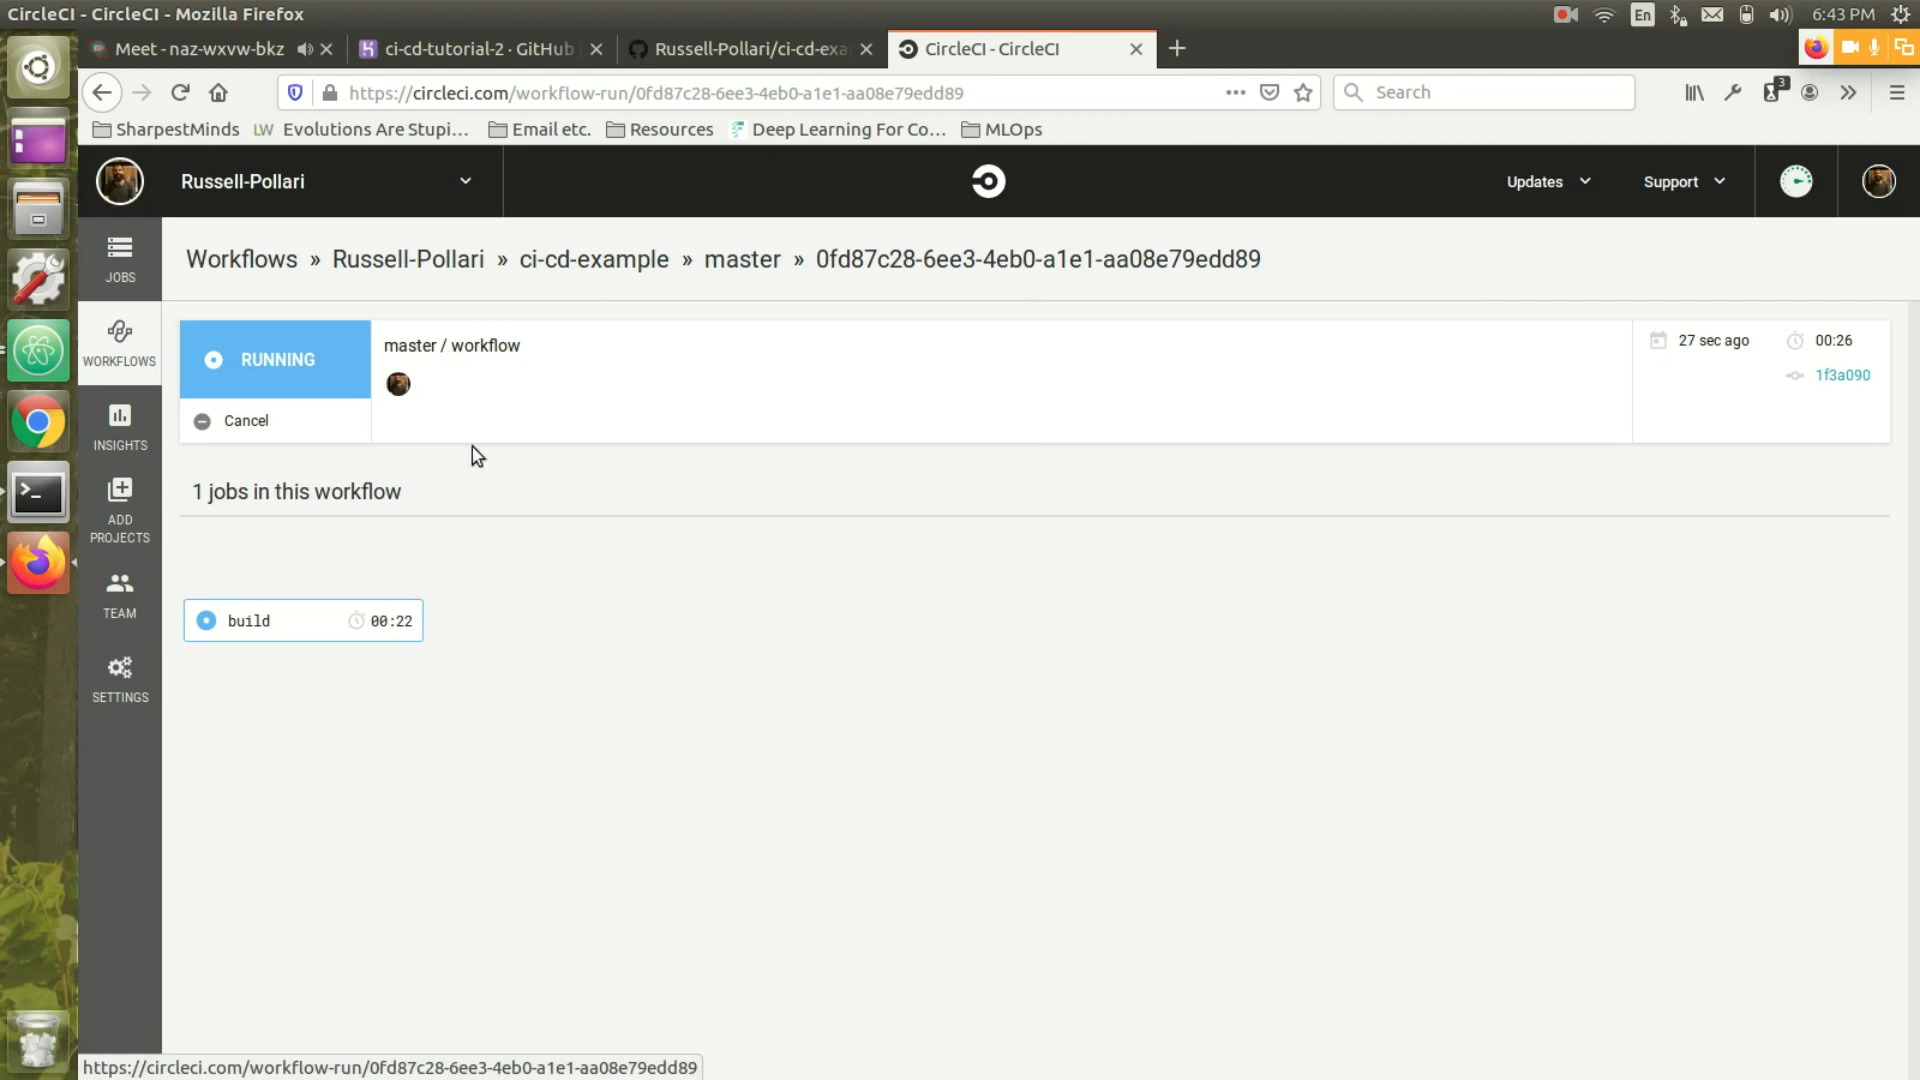 CircleCI - CircleCI - Mozilla Firefox
En
6:43 PM
Meet - naz-wxvw-bkz
ci-cd-tutorial-2 · GitHub
Russell-Pollari/ci-cd-exa
CircleCI - CircleCI
https://circleci.com/workflow-run/0fd87c28-6ee3-4eb0-a1e1-aa08e79edd89
Search
3
SharpestMinds
LW Evolutions Are Stupi...
Email etc.
Resources
Deep Learning For Co...
MLOps
Russell-Pollari
Updates
Support
JOBS
WORKFLOWS
INSIGHTS
ADD
PROJECTS
TEAM
SETTINGS
Workflows » Russell-Pollari » ci-cd-example » master » 0fd87c28-6ee3-4eb0-a1e1-aa08e79edd89
RUNNING
Cancel
master / workflow
27 sec ago
00:26
1f3a090
1 jobs in this workflow
build
00:22
https://circleci.com/workflow-run/0fd87c28-6ee3-4eb0-a1e1-aa08e79edd89